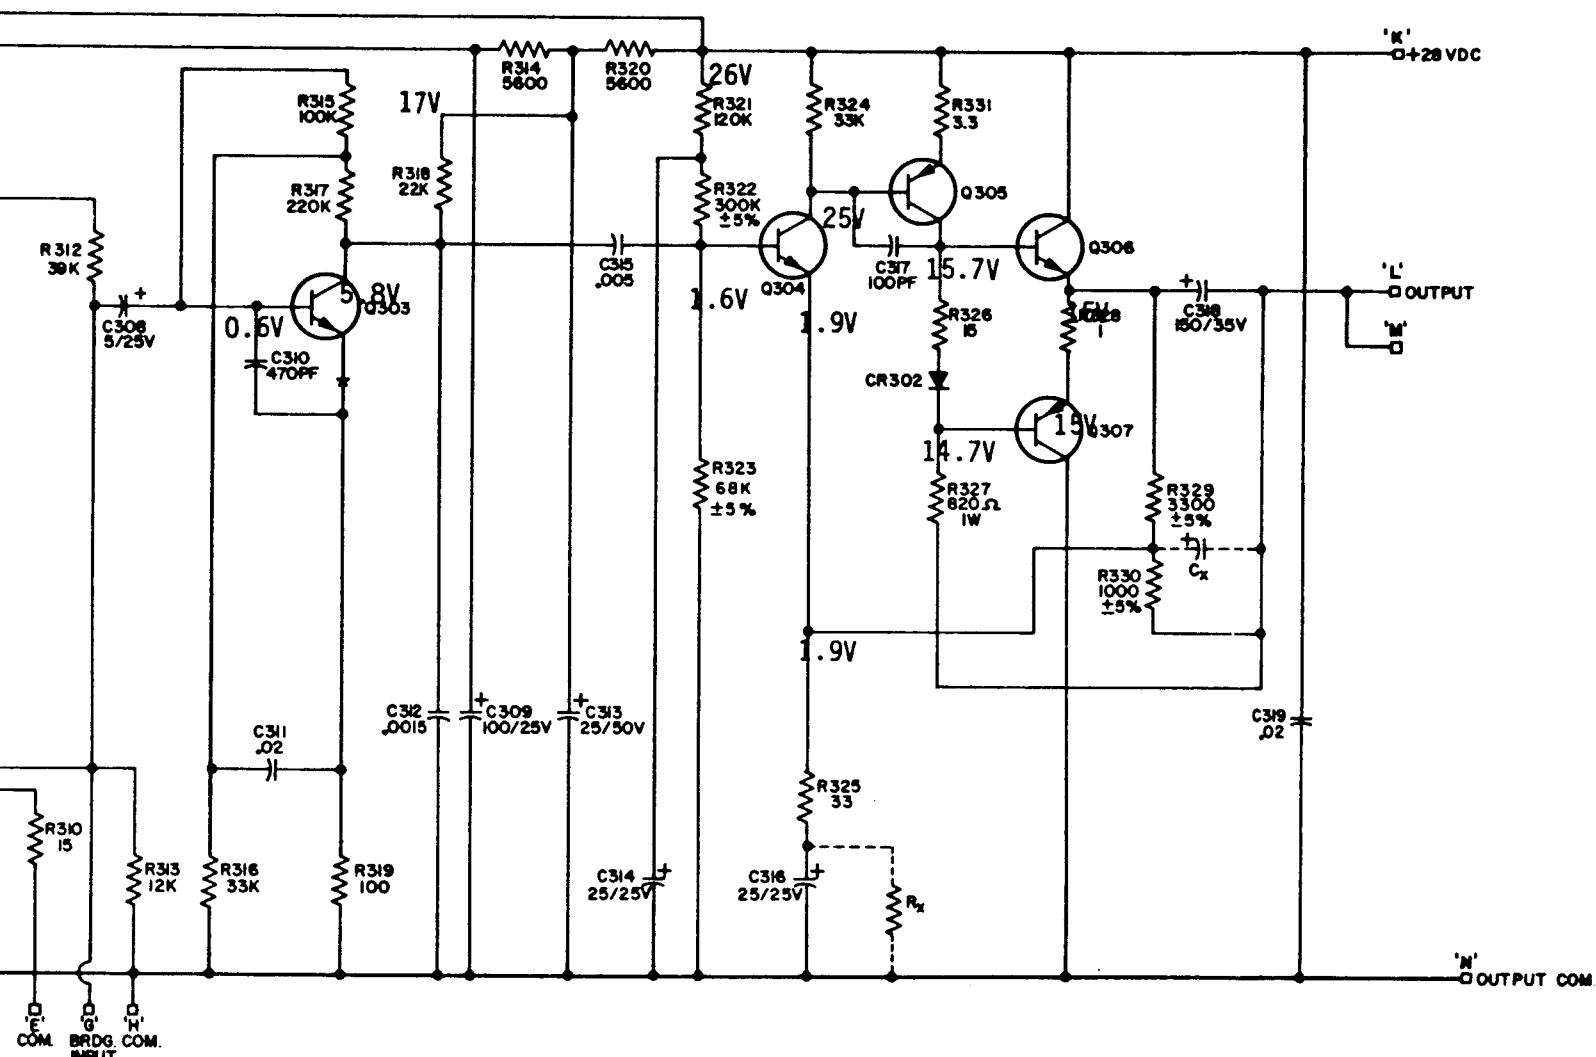 'K'
+28 VDC
R314
5600
R320
5600
26V
R315
100K
17V
R321
120K
R324
33K
R331
3.3
R318
22K
R317
220K
R322
300K
±5%
Q305
25V
R312
39K
Q306
C315
.005
C317
100PF
15.7V
'L'
OUTPUT
5.8V
Q303
1.6V
Q304
+
C308
5/25V
0.6V
1.9V
R326
15
1
+
C318
150/35V
'M'
C310
470PF
CR302
15V
Q307
14.7V
R323
68K
±5%
R327
820Ω
1W
R329
3300
±5%
+
Cx
R330
1000
±5%
1.9V
C312
.0015
+
C309
100/25V
+
C313
25/50V
C319
.02
C311
.02
R325
33
R310
15
R313
12K
R316
33K
R319
100
C314
25/25V
+
C316
25/25V
+
Rx
'N'
OUTPUT COM.
'E'
COM.
'G'
BRDG.
INPUT
'H'
COM.